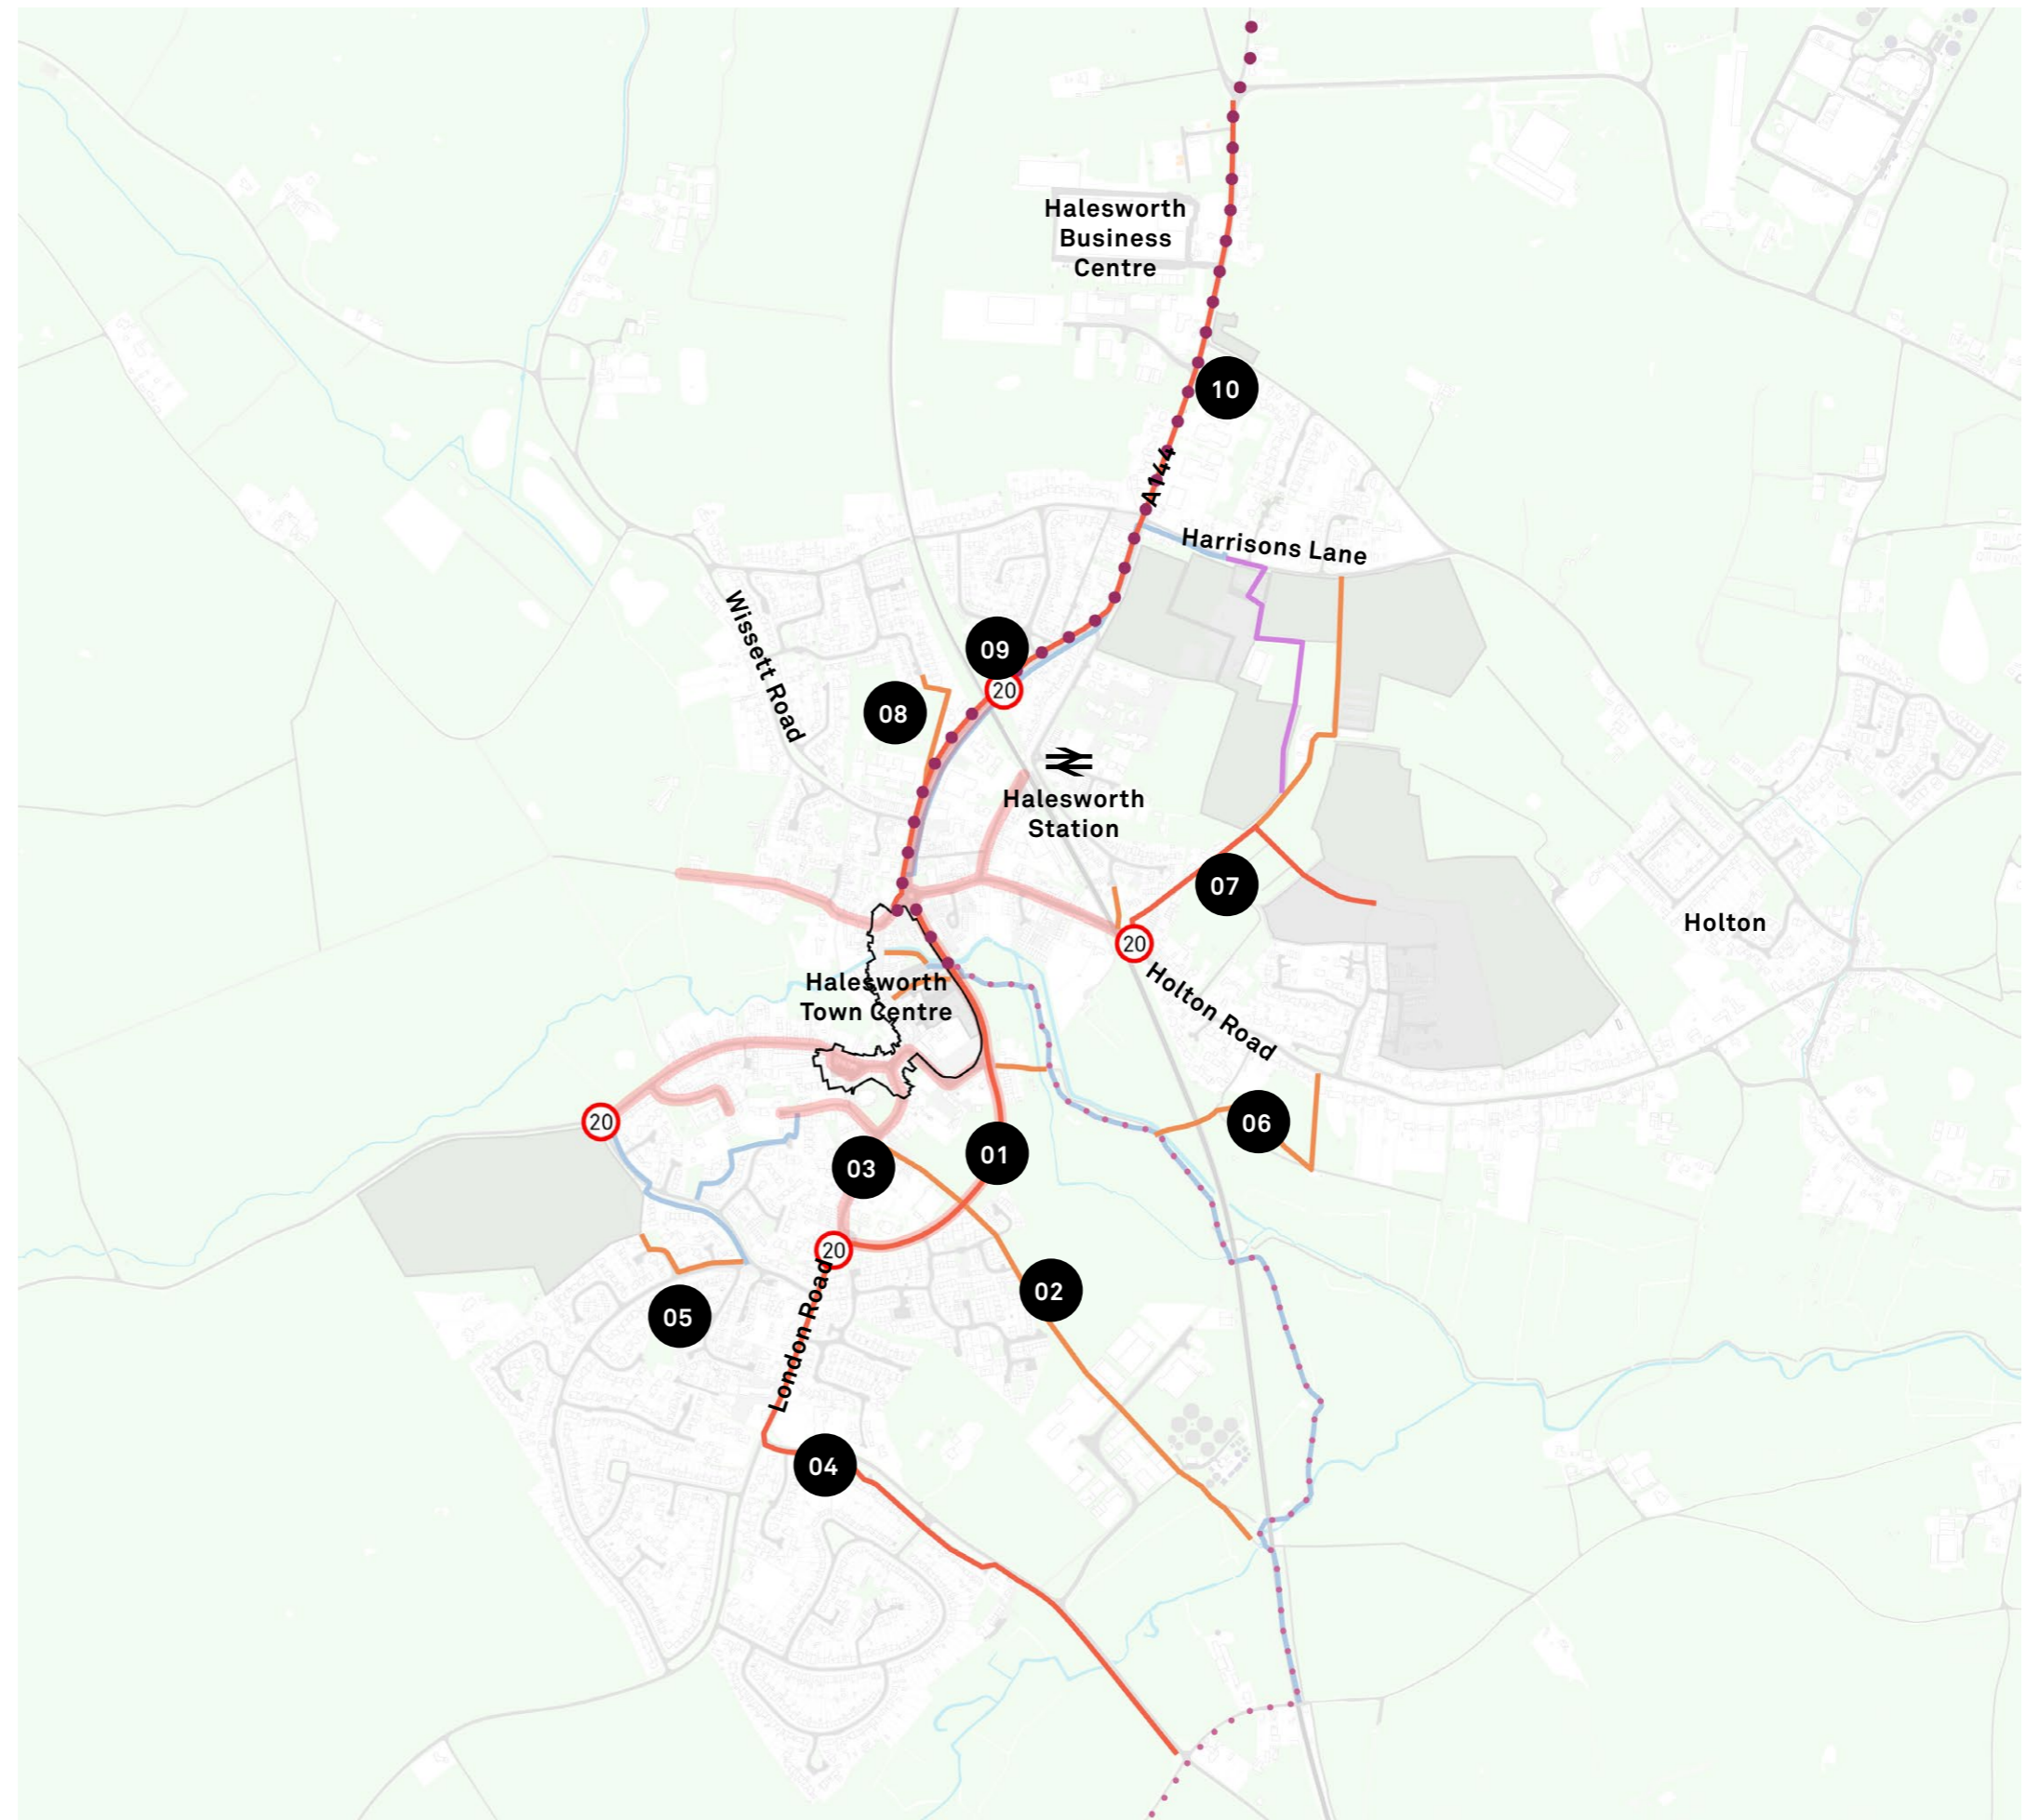 Halesworth
Business
Centre
10
A144
Harrisons Lane
Wissett Road
09
20
08
Halesworth
Station
07
Holton
20
Halesworth
Town Centre
Holton Road
20
06
03
01
20
02
05
London Road
04